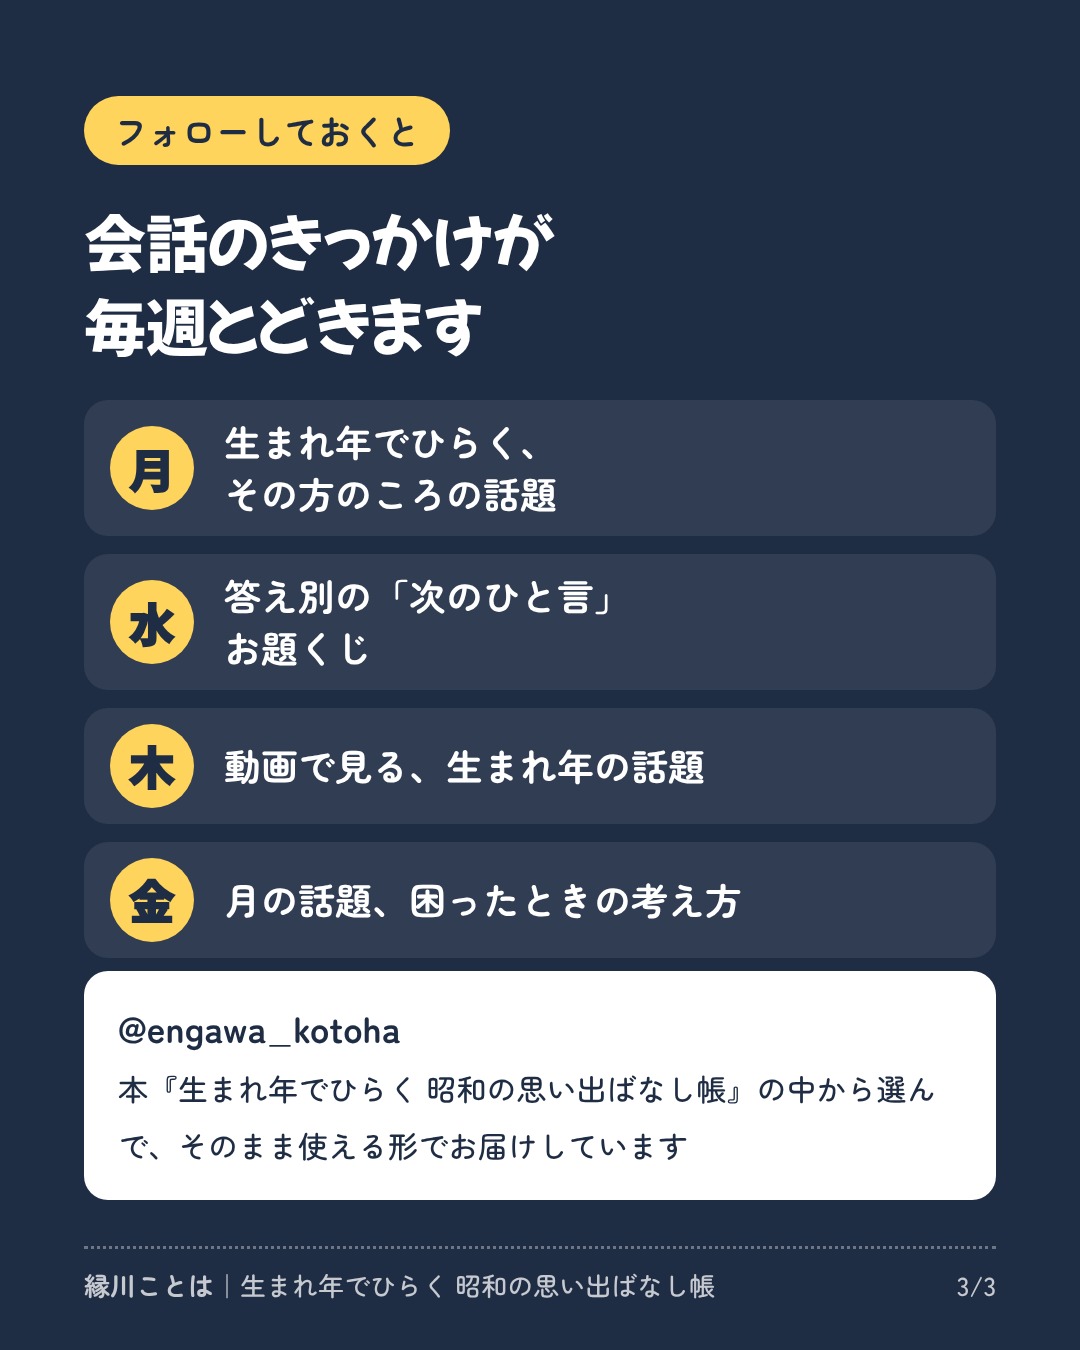 フォローしておくと
会話のきっかけが
毎週とどきます
月
生まれ年でひらく、
その方のころの話題
水
答え別の「次のひと言」
お題くじ
木
動画で見る、生まれ年の話題
金
月の話題、困ったときの考え方
@engawa_kotoha
本『生まれ年でひらく 昭和の思い出ばなし帳』の中から選ん
で、そのまま使える形でお届けしています
縁川ことは｜生まれ年でひらく 昭和の思い出ばなし帳
3/3